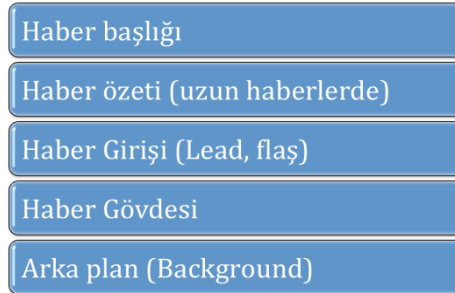 Haber başlığı
Haber özeti (uzun haberlerde)
Haber Girişi (Lead, flaş)
Haber Gövdesi
Arka plan (Background)